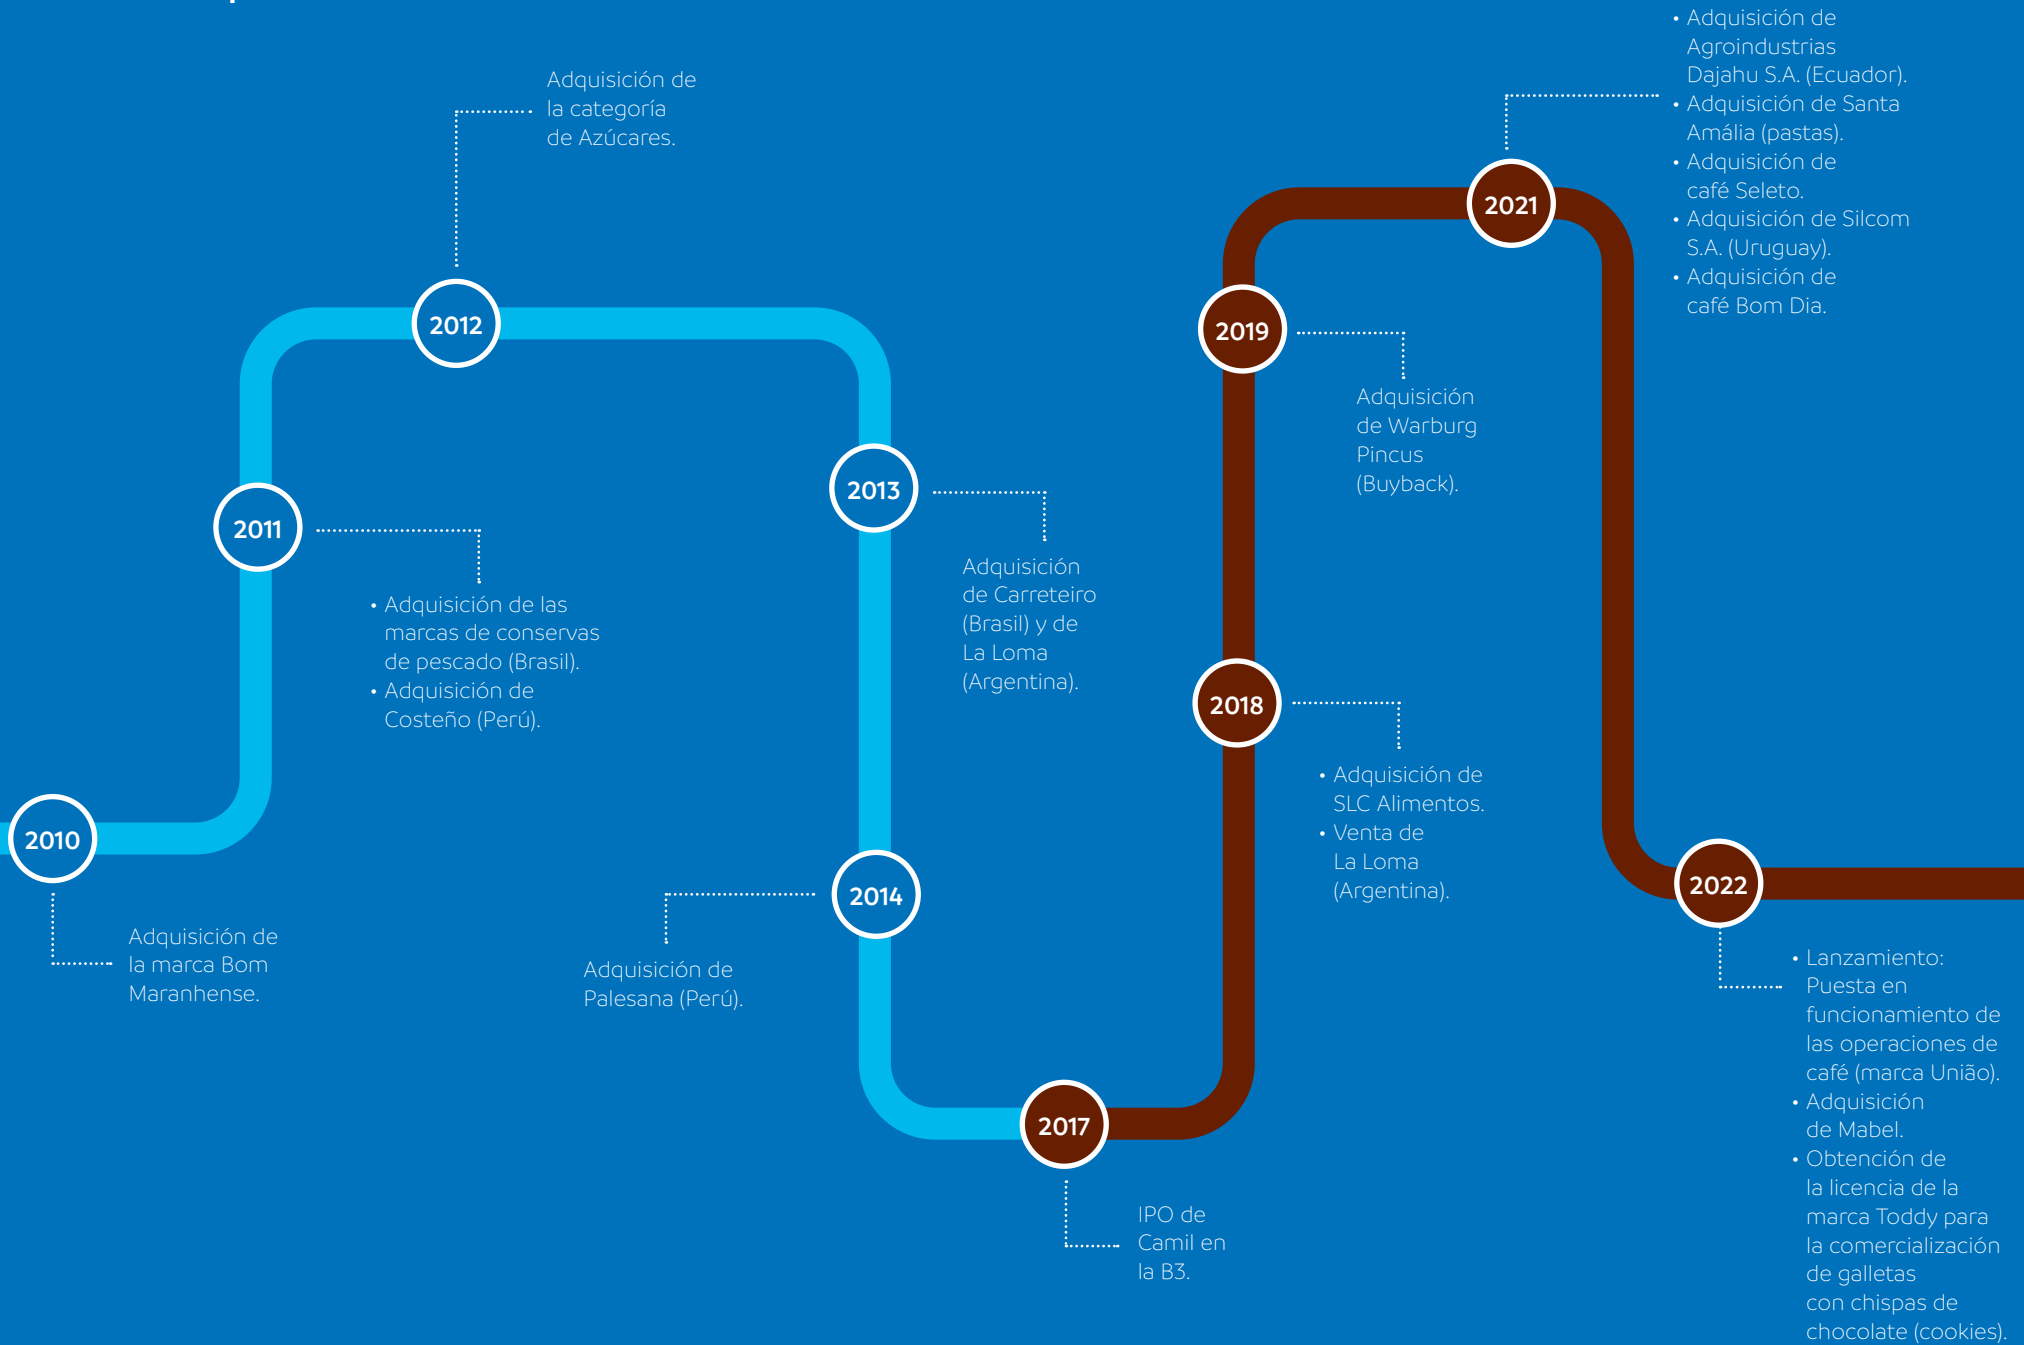 2010
Adquisición de
la marca Bom
Maranhense.
2011
• Adquisición de las
marcas de conservas
de pescado (Brasil).
• Adquisición de
Costeño (Perú).
2012
Adquisición de
la categoría
de Azúcares.
2013
Adquisición
de Carreteiro
(Brasil) y de
La Loma
(Argentina).
2014
Adquisición de
Palesana (Perú).
2017
IPO de
Camil en
la B3.
2018
• Adquisición de
SLC Alimentos.
• Venta de
La Loma
(Argentina).
2019
Adquisición
de Warburg
Pincus
(Buyback).
2021
• Adquisición de
Agroindustrias
Dajahu S.A. (Ecuador).
• Adquisición de Santa
Amália (pastas).
• Adquisición de
café Seleto.
• Adquisición de Silcom
S.A. (Uruguay).
• Adquisición de
café Bom Dia.
2022
• Lanzamiento:
Puesta en
funcionamiento de
las operaciones de
café (marca União).
• Adquisición
de Mabel.
• Obtención de
la licencia de la
marca Toddy para
la comercialización
de galletas
con chispas de
chocolate (cookies).